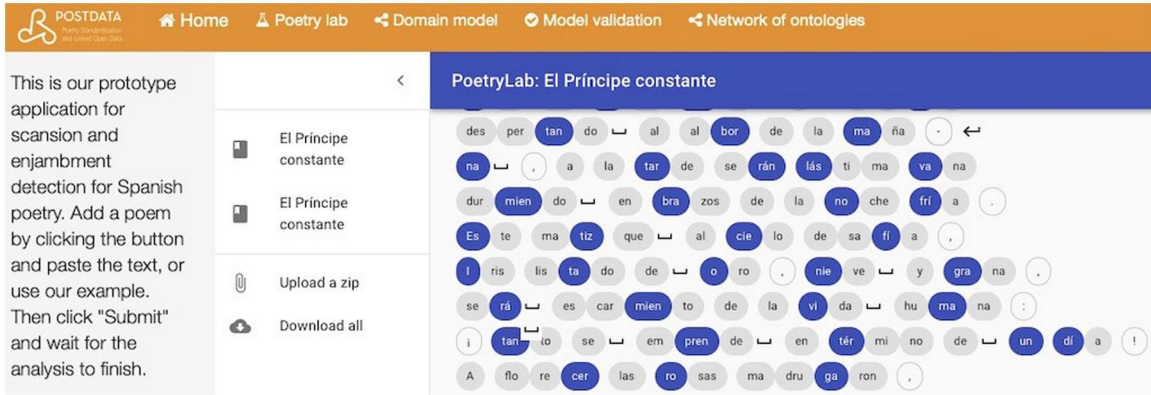 POSTDATA
Poetry Standardization
and Linked Open Data
Home
Poetry lab
Domain model
Model validation
Network of ontologies
This is our prototype
application for
scansion and
enjambment
detection for Spanish
poetry. Add a poem
by clicking the button
and paste the text, or
use our example.
Then click "Submit"
and wait for the
analysis to finish.
<
El Príncipe
constante
El Príncipe
constante
Upload a zip
Download all
PoetryLab: El Príncipe constante
des per tan do ⌴ al al bor de la ma ña - ↵
na ⌴ , a la tar de se rán lás ti ma va na
dur mien do ⌴ en bra zos de la no che frí a .
Es te ma tiz que ⌴ al cie lo de sa fí a ,
I ris lis ta do de ⌴ o ro , nie ve ⌴ y gra na ,
se rá ⌴ es car mien to de la vi da ⌴ hu ma na :
¡ tan ⌴ to se ⌴ em pren de ⌴ en tér mi no de ⌴ un dí a !
A flo re cer las ro sas ma dru ga ron ,